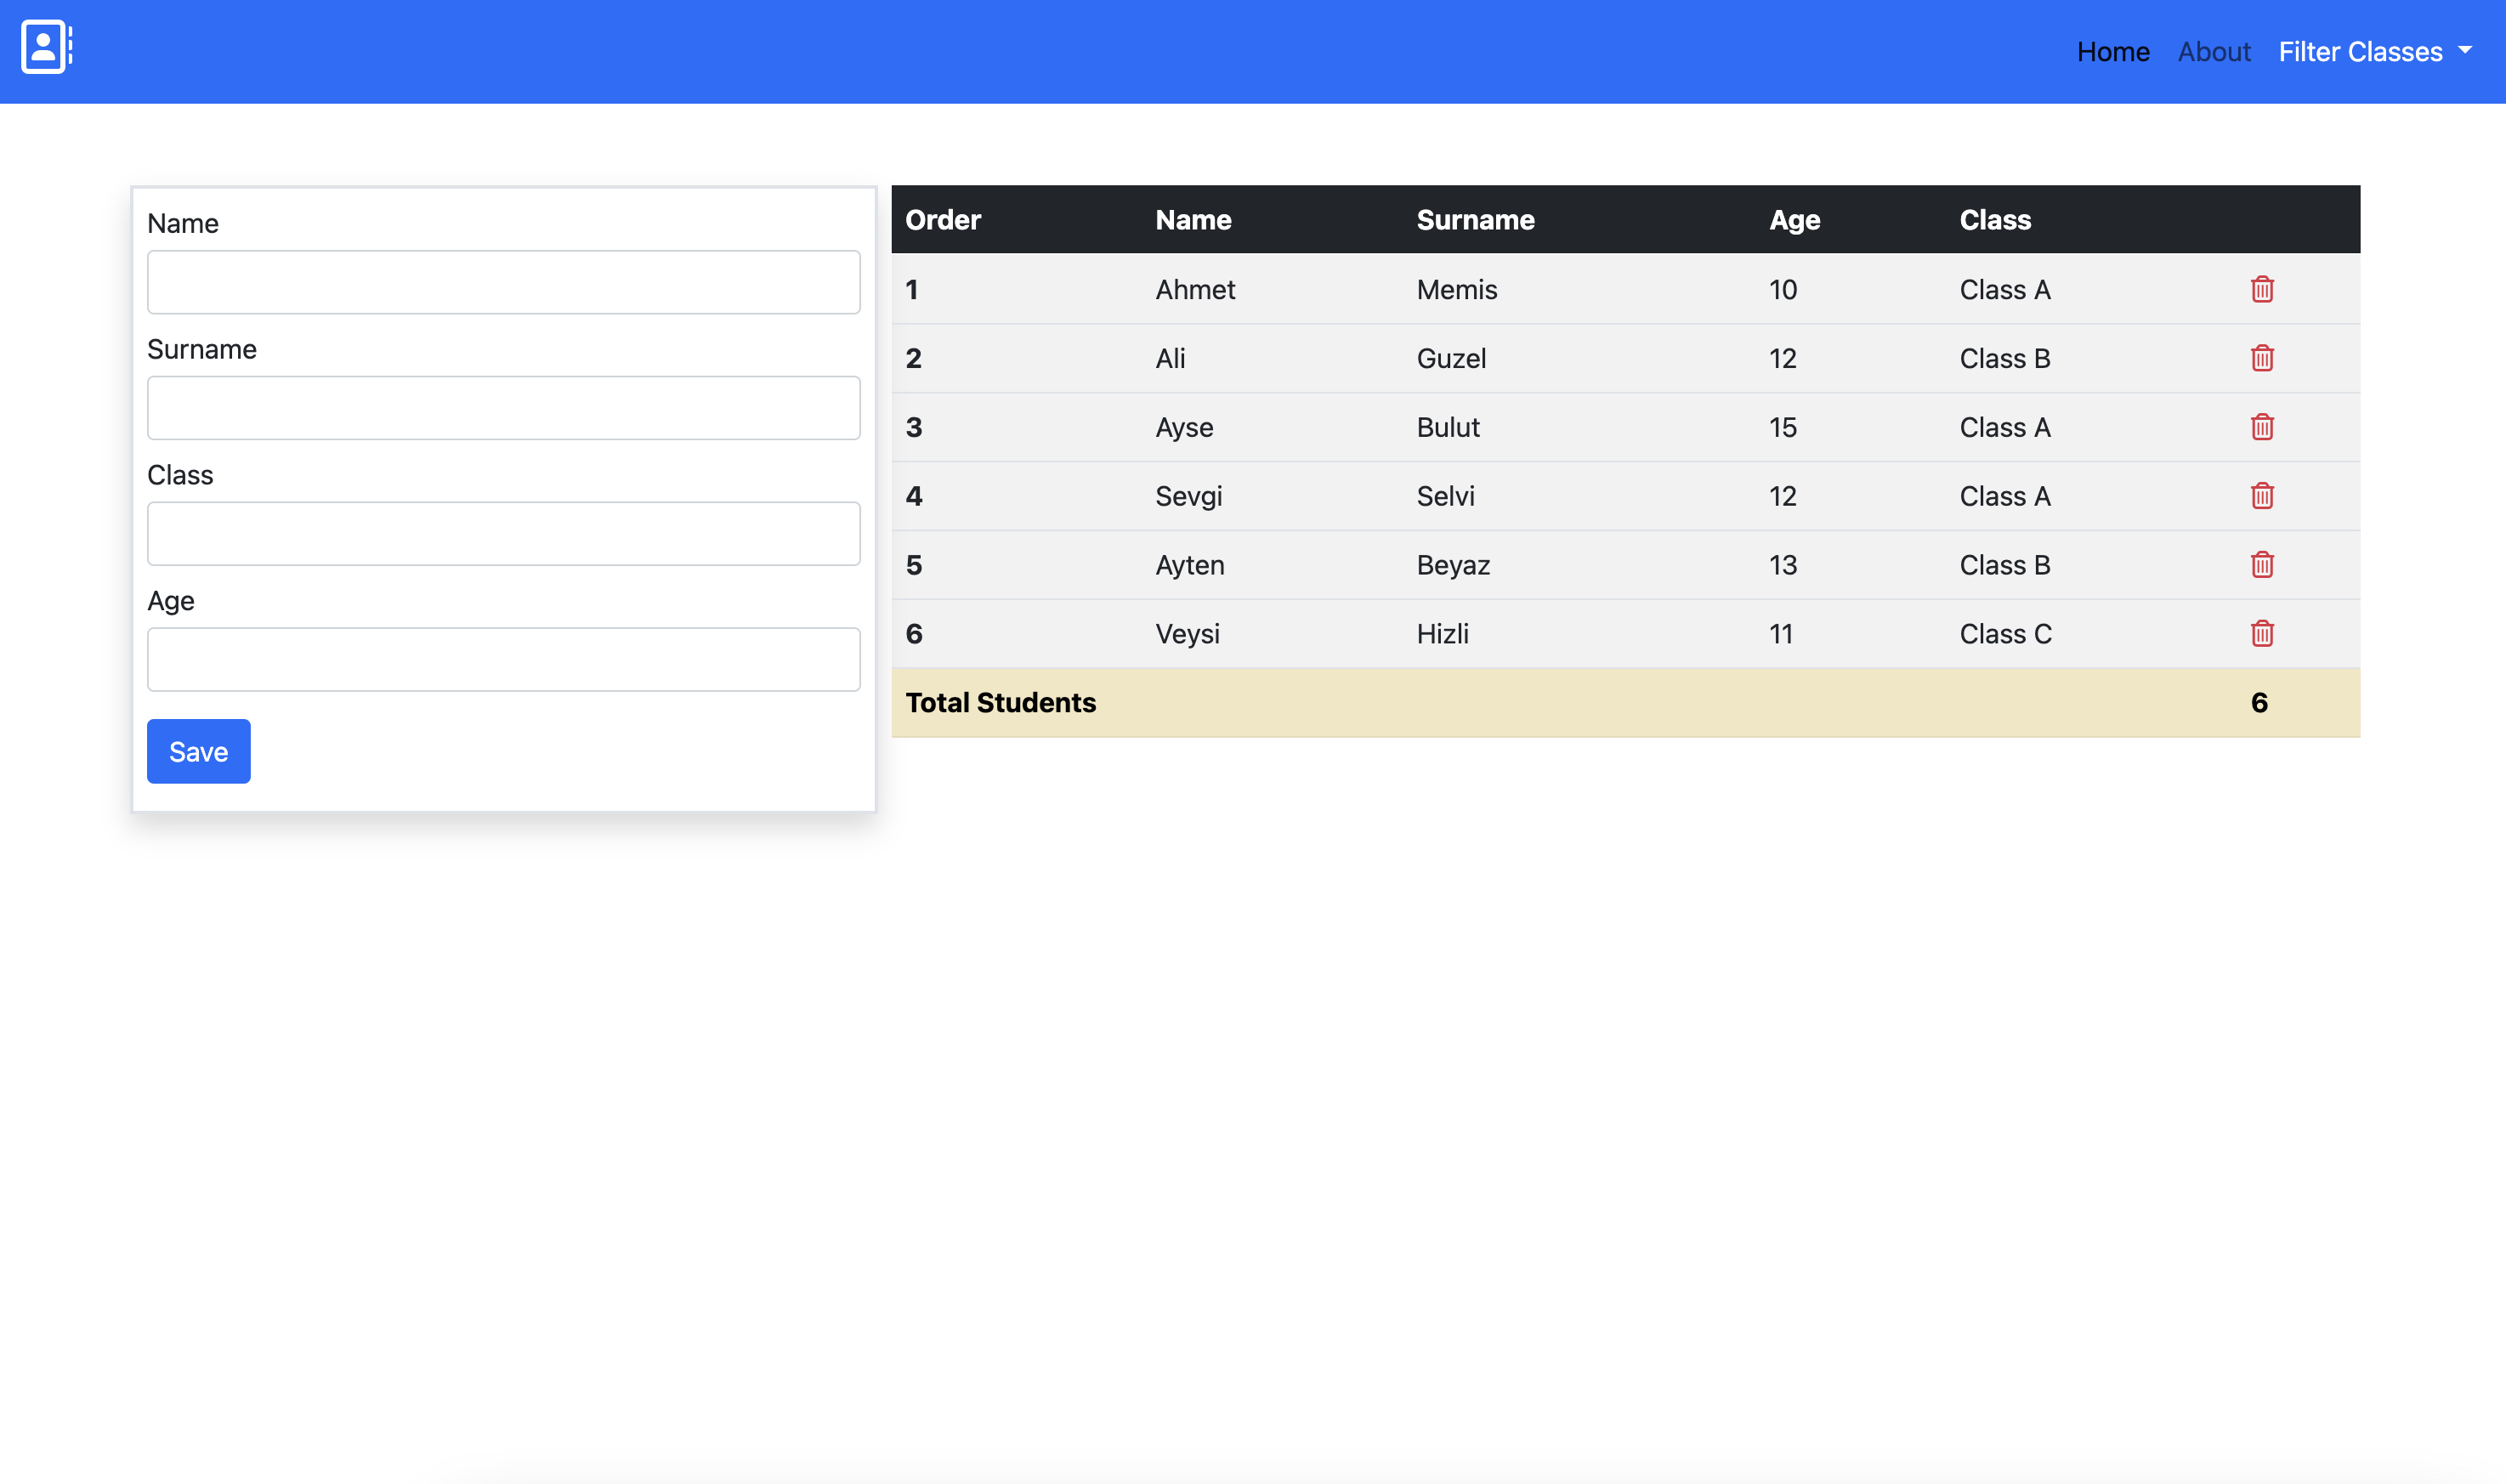 Home About Filter Classes
Name
Surname
Class
Age
Save
Order Name Surname Age Class
1 Ahmet Memis 10 Class A
2 Ali Guzel 12 Class B
3 Ayse Bulut 15 Class A
4 Sevgi Selvi 12 Class A
5 Ayten Beyaz 13 Class B
6 Veysi Hizli 11 Class C
Total Students 6